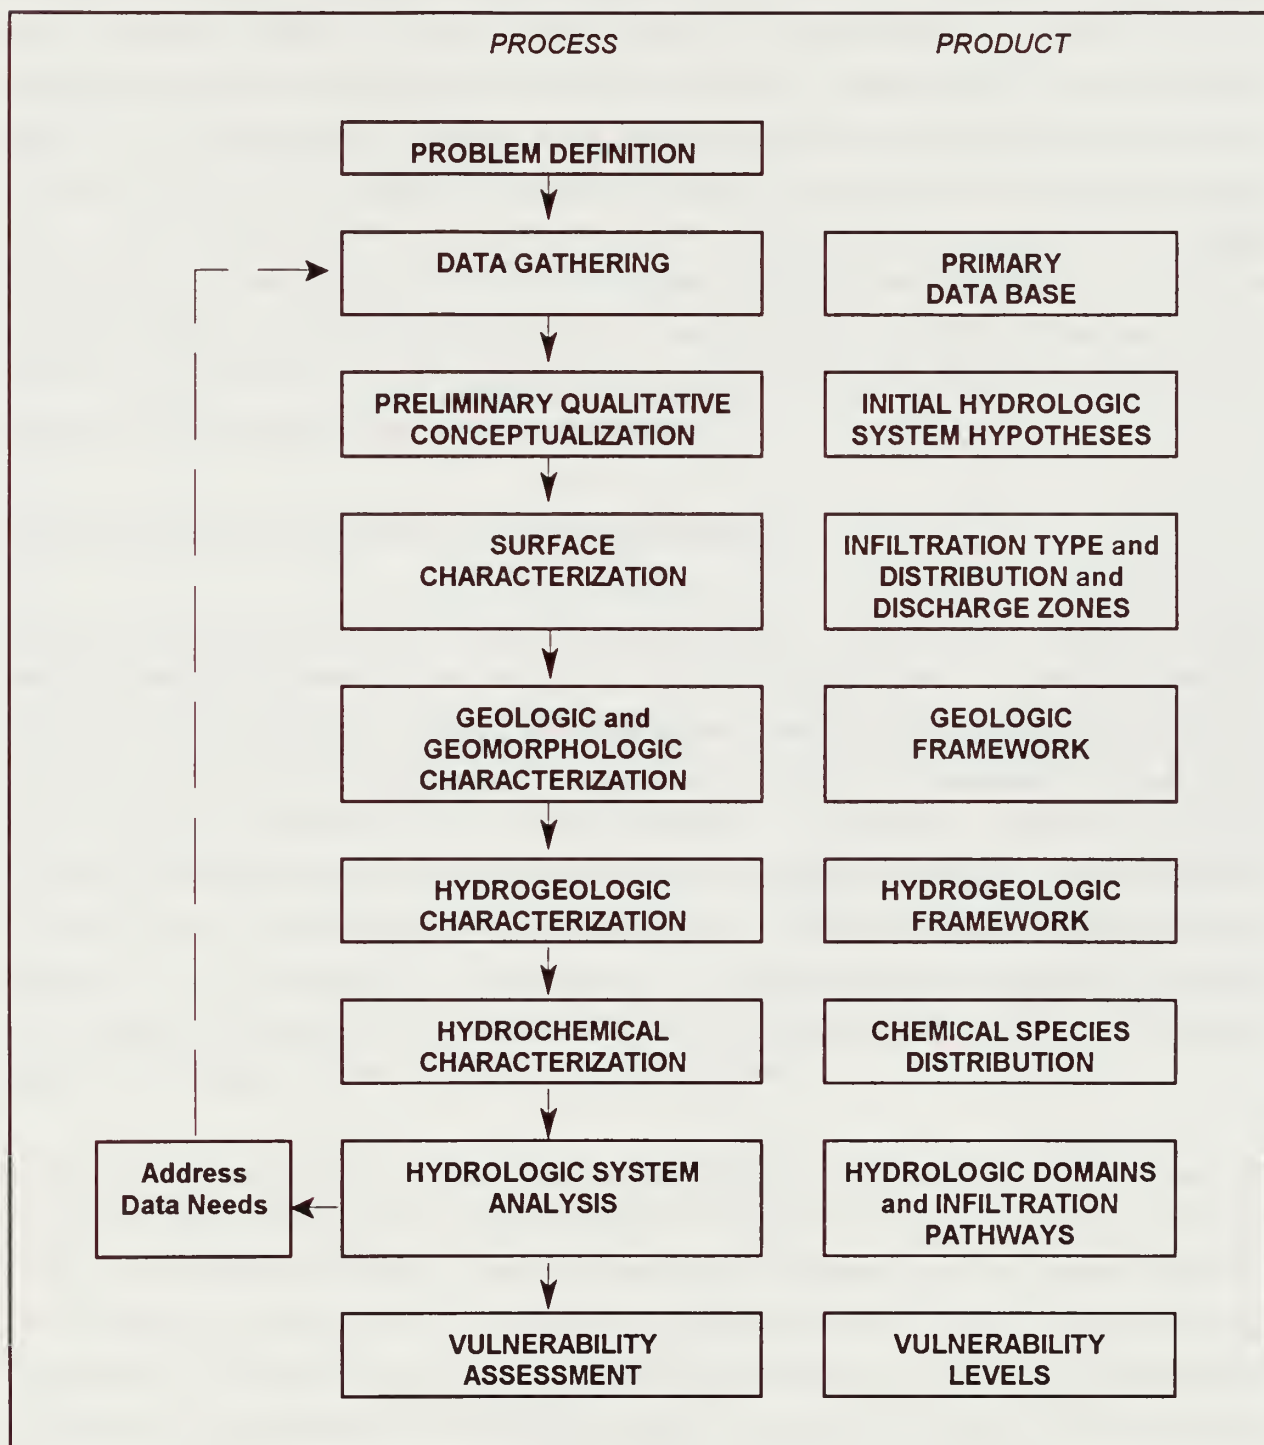 PROCESS PRODUCT
PROBLEM DEFINITION
DATA GATHERING
PRIMARY
DATA BASE
PRELIMINARY QUALITATIVE
CONCEPTUALIZATION
INITIAL HYDROLOGIC
SYSTEM HYPOTHESES
SURFACE
CHARACTERIZATION
INFILTRATION TYPE and
DISTRIBUTION and
DISCHARGE ZONES
GEOLOGIC and
GEOMORPHOLOGIC
CHARACTERIZATION
GEOLOGIC
FRAMEWORK
HYDROGEOLOGIC
CHARACTERIZATION
HYDROGEOLOGIC
FRAMEWORK
HYDROCHEMICAL
CHARACTERIZATION
CHEMICAL SPECIES
DISTRIBUTION
Address
Data Needs
HYDROLOGIC SYSTEM
ANALYSIS
HYDROLOGIC DOMAINS
and INFILTRATION
PATHWAYS
VULNERABILITY
ASSESSMENT
VULNERABILITY
LEVELS